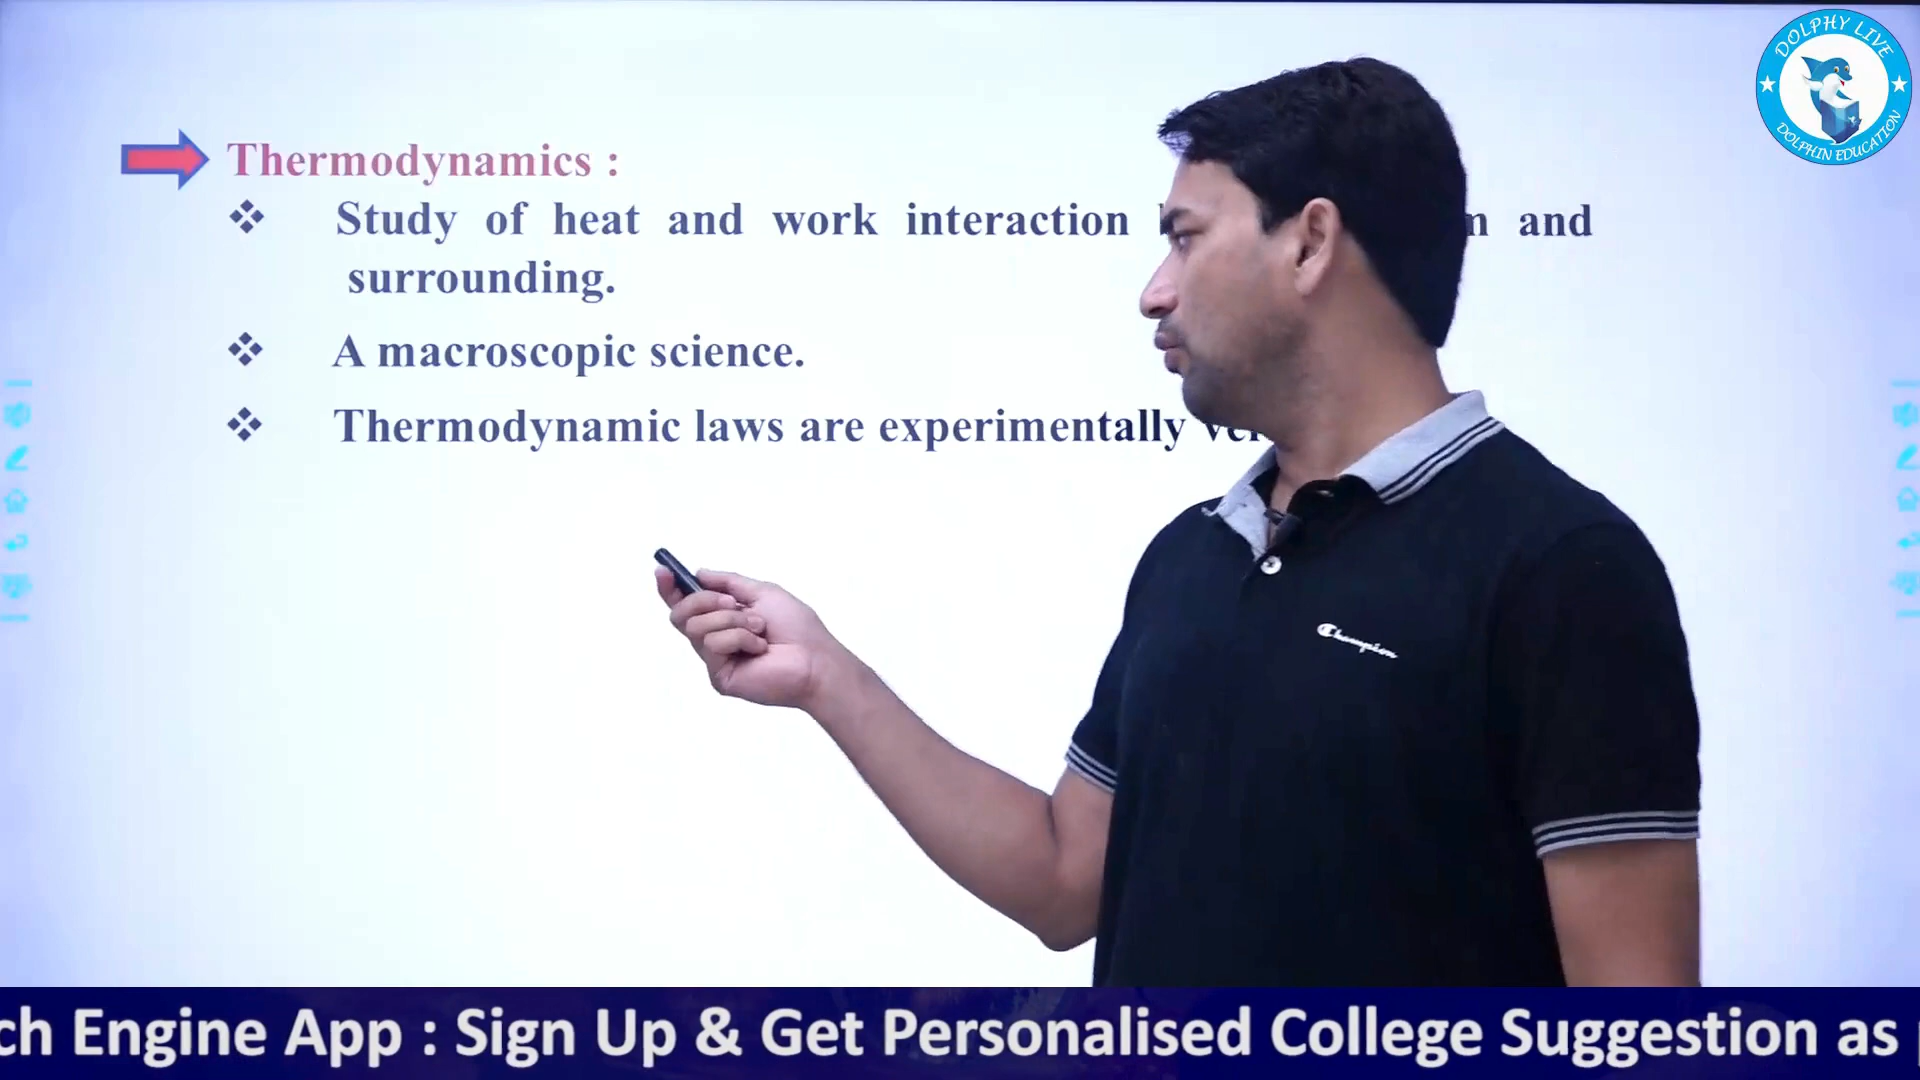 DOLPHY LIVE
DOLPHIN EDUCATION
Thermodynamics :
Study of heat and work interaction and
surrounding.
A macroscopic science.
Thermodynamic laws are experimentally
Champion
ch Engine App : Sign Up & Get Personalised College Suggestion as